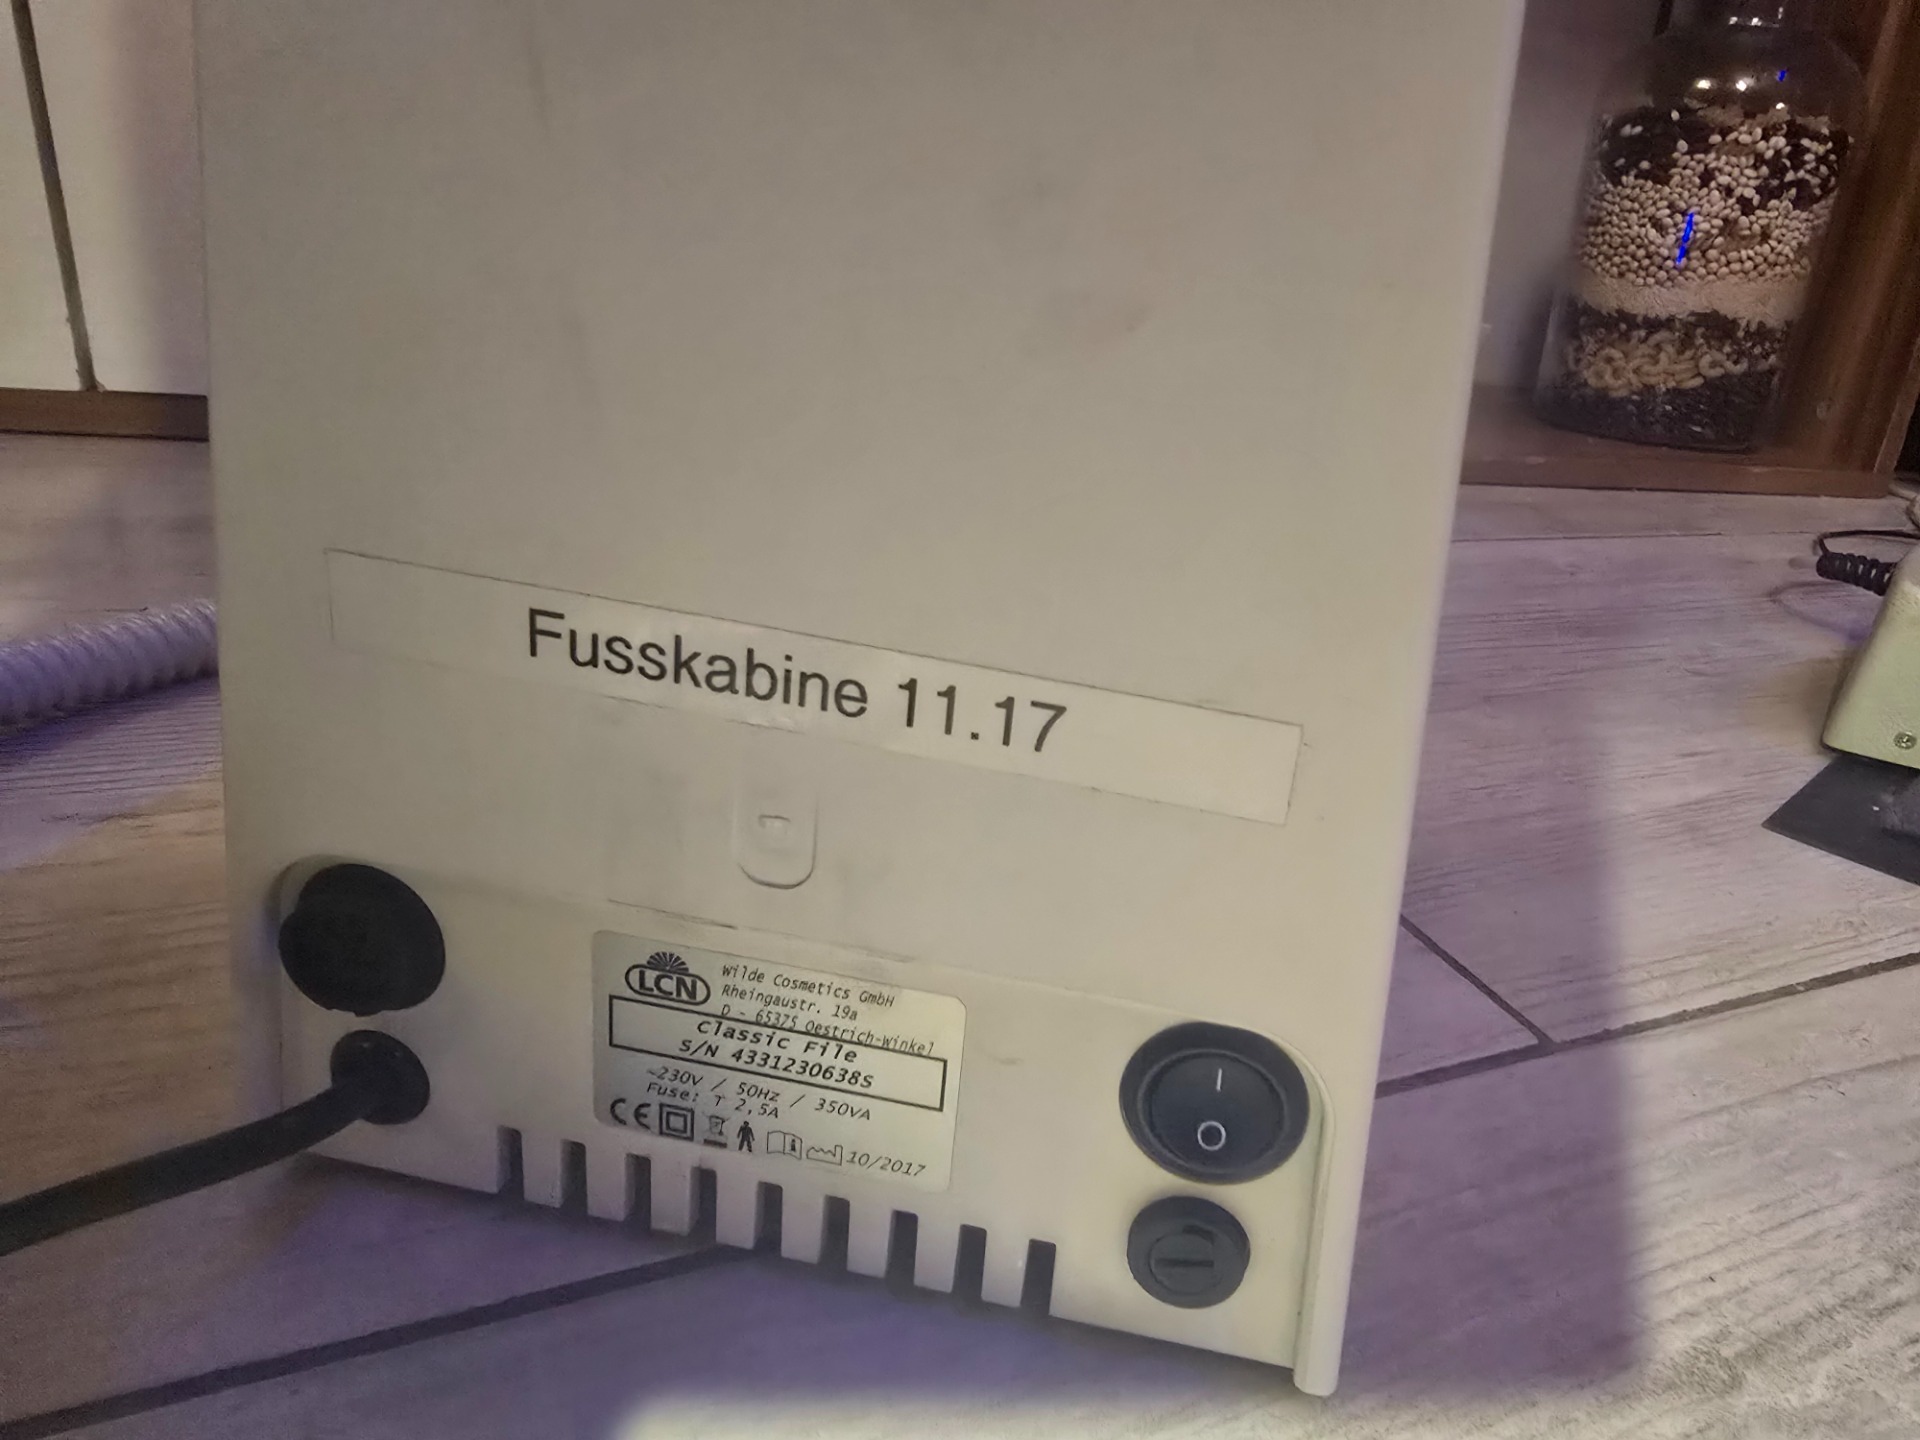 Fusskabine 11.17
LCN
Wilde Cosmetics GmbH
Rheingaustr. 19a
D - 65375 Oestrich-Winkel
Classic File
S/N 4331230638S
~230V / 50Hz / 350VA
Fuse: T 2,5A
CE
10/2017
I
O